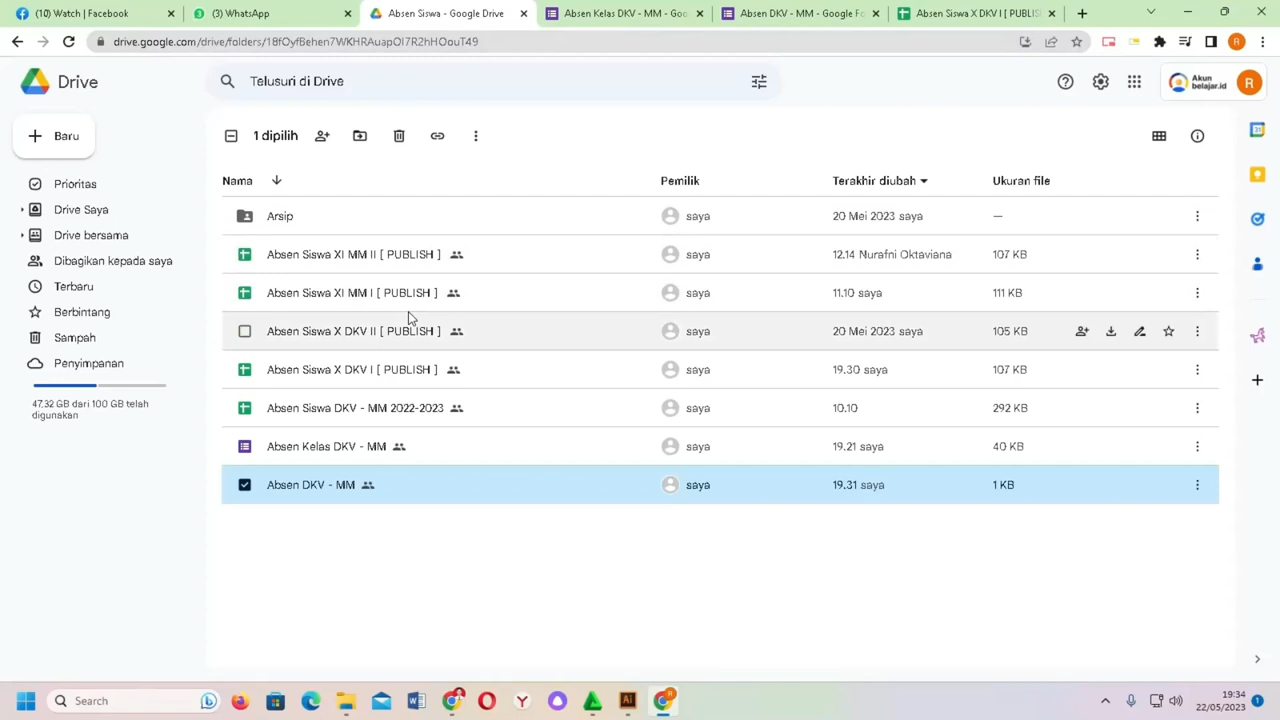 (10) Watch | Facebook
(3) WhatsApp
Absen Siswa - Google Drive
Absen Kelas DKV - MM - Goo
Absen DKV - MM - Google Fo
Absen Siswa X DKV I [ PUBLIS
drive.google.com/drive/folders/18fOyfBehen7WKHRAuapOI7R2hHOouT49
R
Drive
Telusuri di Drive
Akun
belajar.id
R
Baru
1 dipilih
Prioritas
Drive Saya
Drive bersama
Dibagikan kepada saya
Terbaru
Berbintang
Sampah
Penyimpanan
47,32 GB dari 100 GB telah
digunakan
Nama Pemilik Terakhir diubah Ukuran file
Arsip saya 20 Mei 2023 saya —
Absen Siswa XI MM II [ PUBLISH ] saya 12.14 Nurafni Oktaviana 107 KB
Absen Siswa XI MM I [ PUBLISH ] saya 11.10 saya 111 KB
Absen Siswa X DKV II [ PUBLISH ] saya 20 Mei 2023 saya 105 KB
Absen Siswa X DKV I [ PUBLISH ] saya 19.30 saya 107 KB
Absen Siswa DKV - MM 2022-2023 saya 10.10 292 KB
Absen Kelas DKV - MM saya 19.21 saya 40 KB
Absen DKV - MM saya 19.31 saya 1 KB
31
Search
Ai
19:34
22/05/2023
1